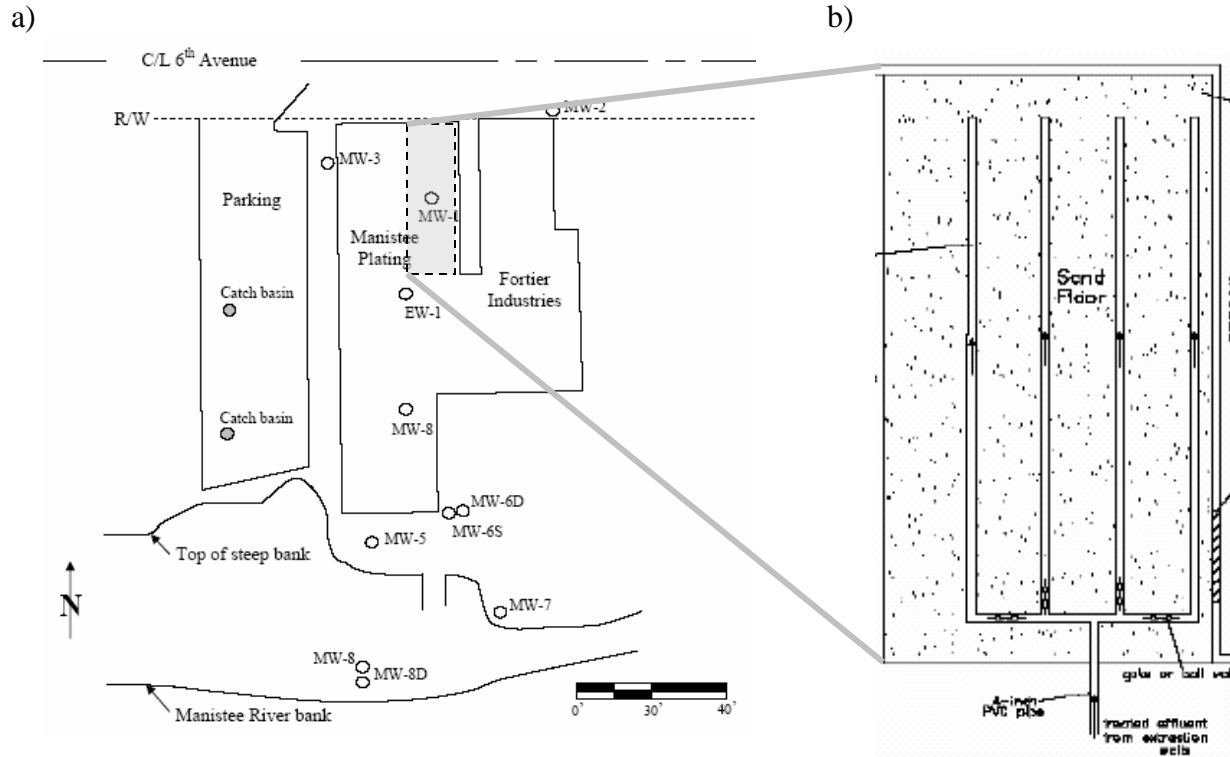 a)
b)
C/L 6th Avenue
R/W
MW-2
MW-3
Parking
MW-1
Manistee
Plating
Fortier
Industries
Catch basin
EW-1
Catch basin
MW-8
MW-6D
MW-6S
MW-5
Top of steep bank
N
MW-7
MW-8
MW-8D
Manistee River bank
0' 30' 40'
Sand
Floor
gate or ball
4-inch
PVC pipe
treated effluent
from extraction
wells